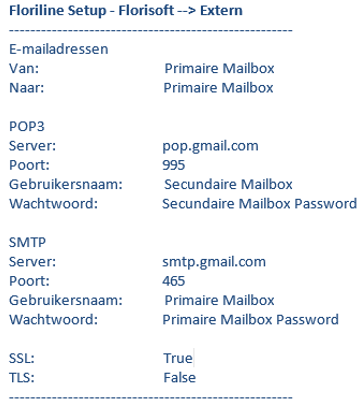 Floriline Setup - Florisoft --> Extern
------------------------------------------------------
E-mailadressen
Van: Primaire Mailbox
Naar: Primaire Mailbox
POP3
Server: pop.gmail.com
Poort: 995
Gebruikersnaam: Secundaire Mailbox
Wachtwoord: Secundaire Mailbox Password
SMTP
Server: smtp.gmail.com
Poort: 465
Gebruikersnaam: Primaire Mailbox
Wachtwoord: Primaire Mailbox Password
SSL: True
TLS: False
------------------------------------------------------